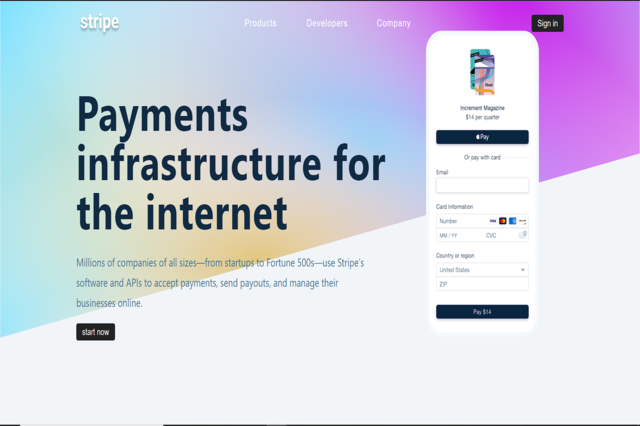 stripe
Products Developers Company
Sign in
Payments
infrastructure for
the internet
Millions of companies of all sizes—from startups to Fortune 500s—use Stripe's
software and APIs to accept payments, send payouts, and manage their
businesses online.
start now
Increment Magazine
$14 per quarter
Pay
Or pay with card
Email
Card Information
Number VISA
MM / YY CVC
Country or region
United States
ZIP
Pay $14